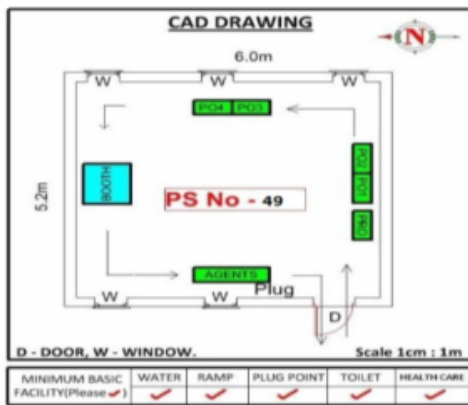 CAD DRAWING
N
6.0m
W W W
PO4 PO3
5.2m
BOOTH
PO2
PO1
PRO
PS No - 49
AGENTS
Plug
W W
D
D - DOOR, W - WINDOW.
Scale 1cm : 1m
MINIMUM BASIC FACILITY(Please ✓)
WATER
RAMP
PLUG POINT
TOILET
HEALTH CARE
✓ ✓ ✓ ✓ ✓